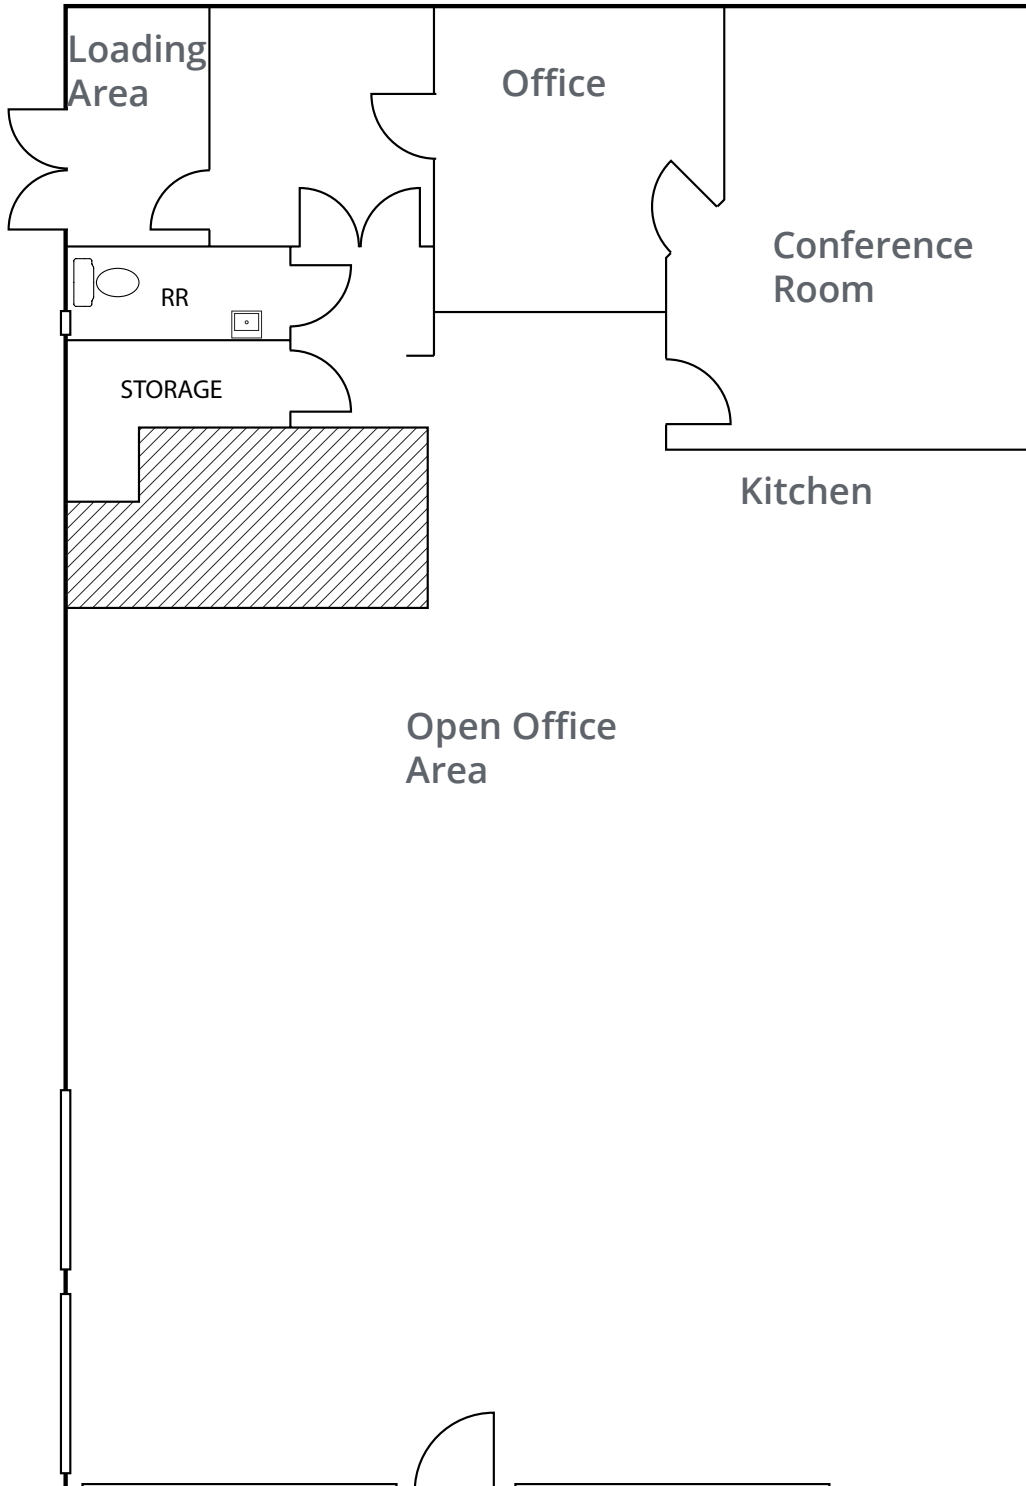 Loading
Area
Office
Conference
Room
RR
STORAGE
Kitchen
Open Office
Area